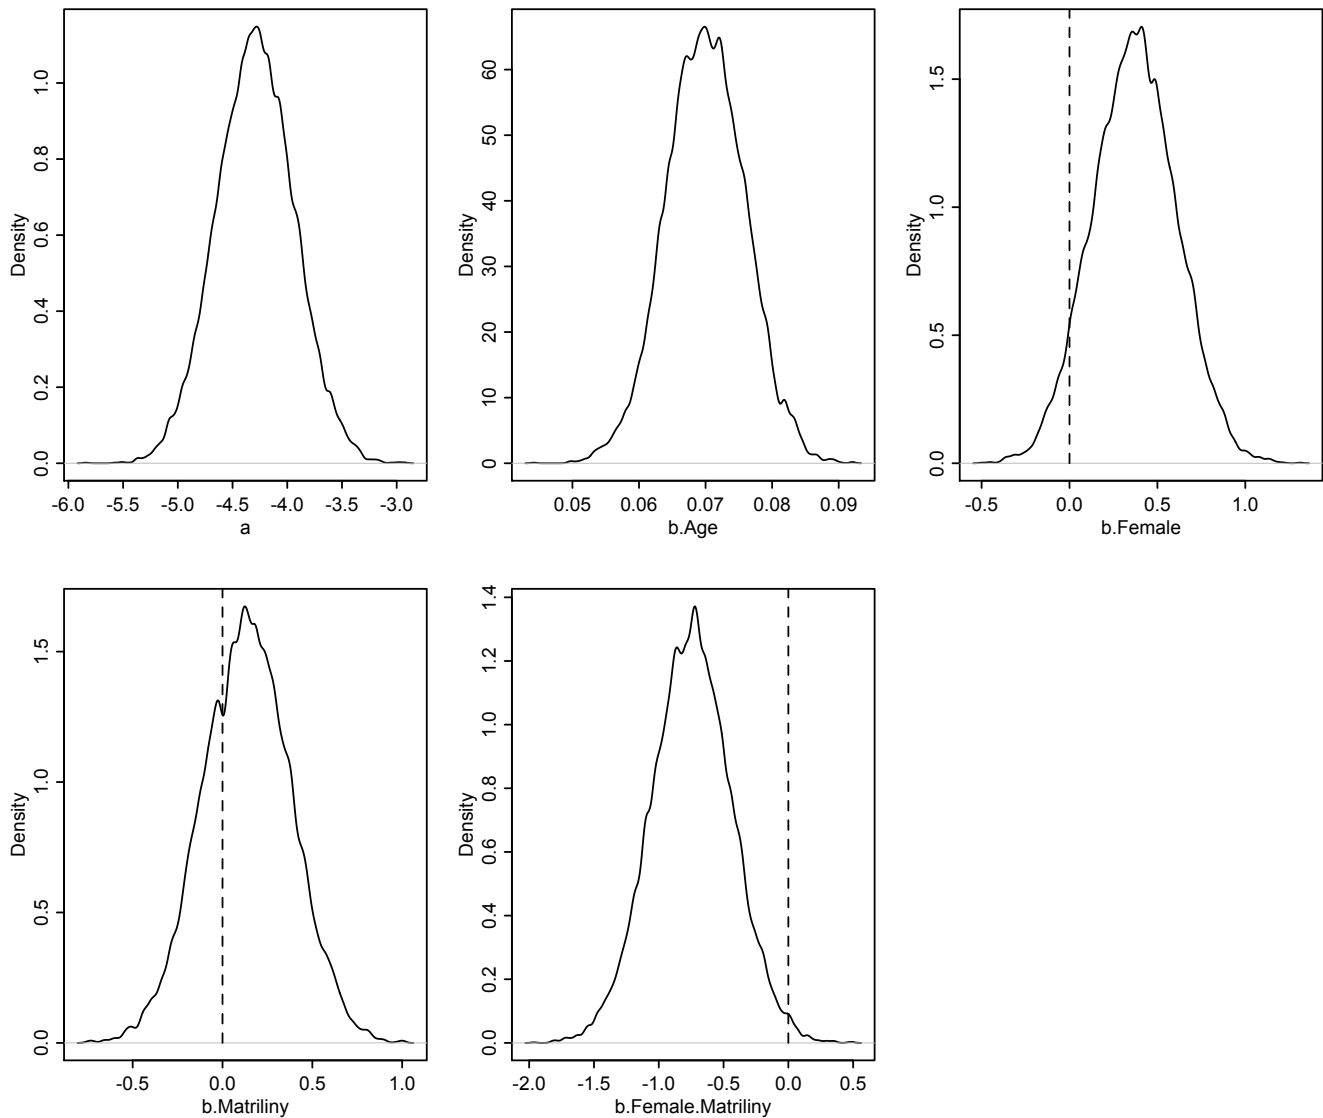 Density
0.0 0.2 0.4 0.6 0.8 1.0
-6.0 -5.5 -5.0 -4.5 -4.0 -3.5 -3.0
a
Density
0 10 20 30 40 50 60
0.05 0.06 0.07 0.08 0.09
b.Age
Density
0.0 0.5 1.0 1.5
-0.5 0.0 0.5 1.0
b.Female
Density
0.0 0.5 1.0 1.5
-0.5 0.0 0.5 1.0
b.Matriliny
Density
0.0 0.2 0.4 0.6 0.8 1.0 1.2 1.4
-2.0 -1.5 -1.0 -0.5 0.0 0.5
b.Female.Matriliny